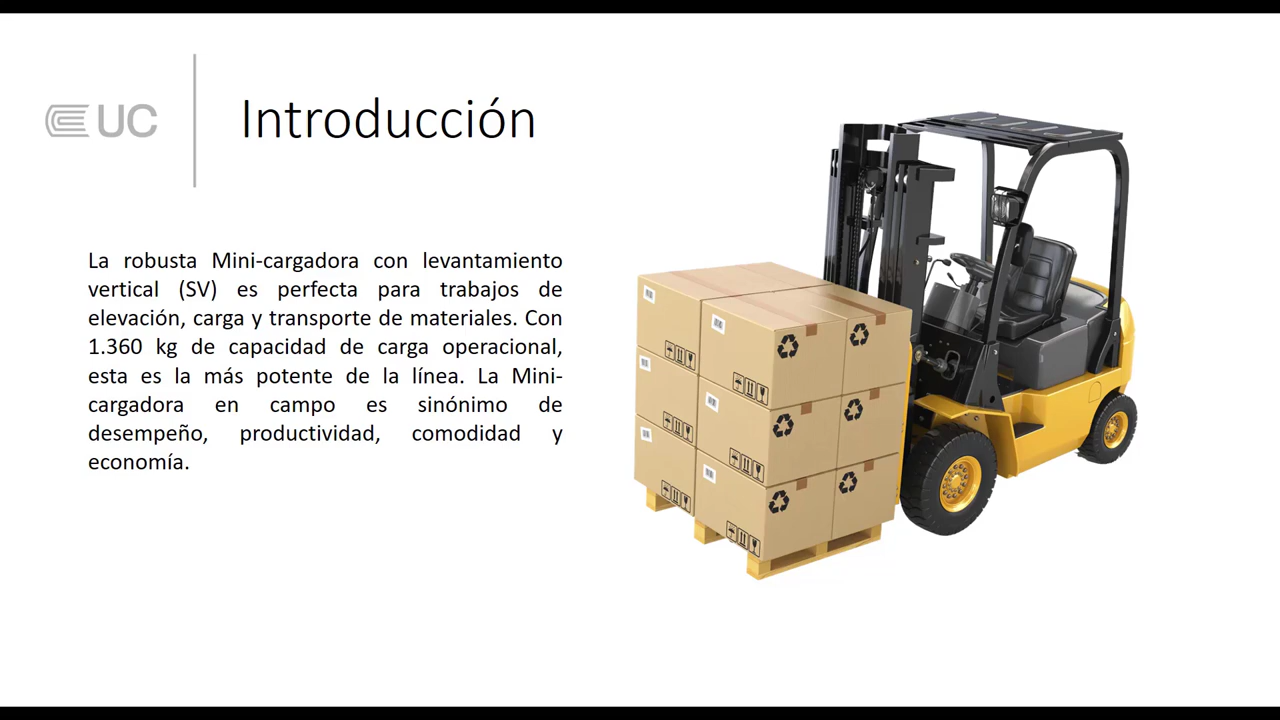 UC
Introducción
La robusta Mini-cargadora con levantamiento
vertical (SV) es perfecta para trabajos de
elevación, carga y transporte de materiales. Con
1.360 kg de capacidad de carga operacional,
esta es la más potente de la línea. La Mini-
cargadora en campo es sinónimo de
desempeño, productividad, comodidad y
economía.